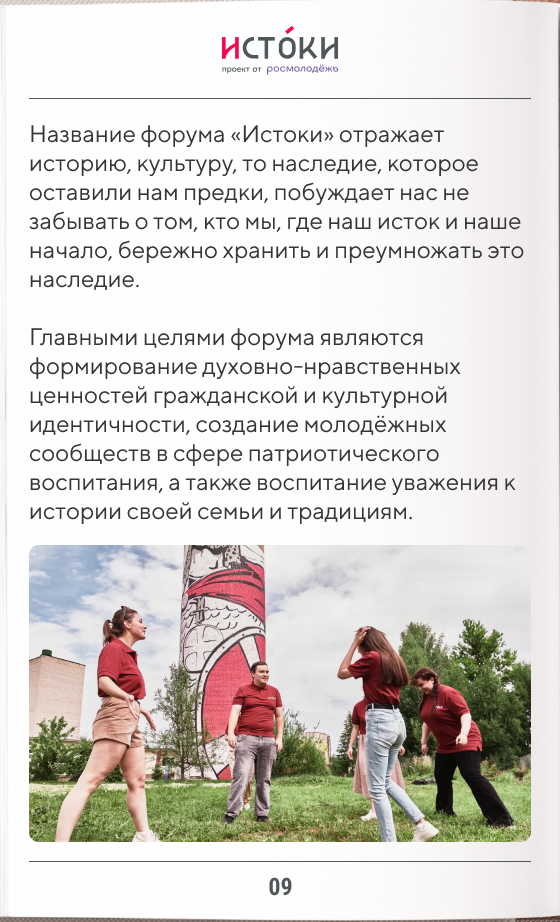 ИСТО́КИ
проект от росмолодёжь
Название форума «Истоки» отражает
историю, культуру, то наследие, которое
оставили нам предки, побуждает нас не
забывать о том, кто мы, где наш исток и наше
начало, бережно хранить и преумножать это
наследие.
Главными целями форума являются
формирование духовно-нравственных
ценностей гражданской и культурной
идентичности, создание молодёжных
сообществ в сфере патриотического
воспитания, а также воспитание уважения к
истории своей семьи и традициям.
09